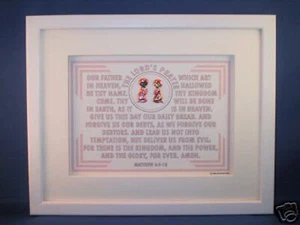 THE LORD'S PRAYER
OUR FATHER WHICH ART
IN HEAVEN, HALLOWED
BE THY NAME. THY KINGDOM
COME, THY WILL BE DONE
IN EARTH, AS IT IS IN HEAVEN.
GIVE US THIS DAY OUR DAILY BREAD. AND
FORGIVE US OUR DEBTS, AS WE FORGIVE OUR
DEBTORS. AND LEAD US NOT INTO
TEMPTATION, BUT DELIVER US FROM EVIL.
FOR THINE IS THE KINGDOM, AND THE POWER,
AND THE GLORY, FOR EVER. AMEN.
MATTHEW 6:9-13